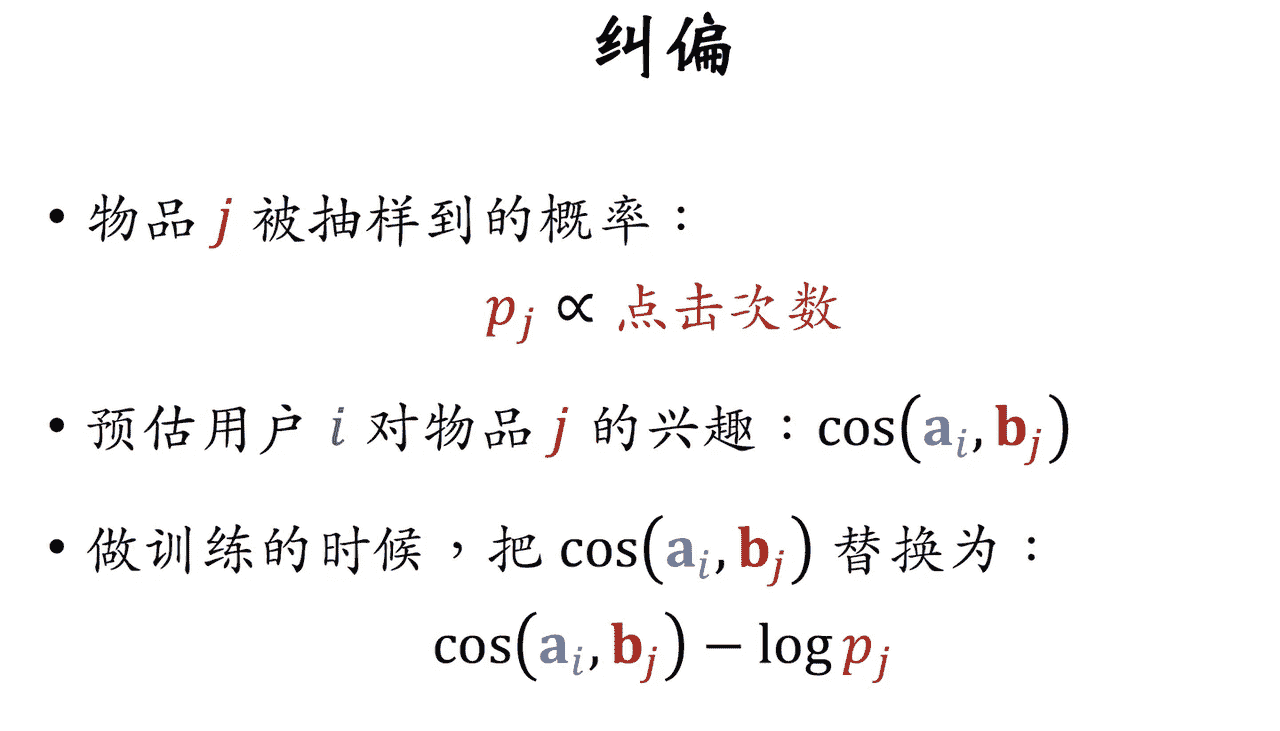 纠偏
• 物品 j 被抽样到的概率：
p_j ∝ 点击次数
• 预估用户 i 对物品 j 的兴趣：cos(a_i, b_j)
• 做训练的时候，把 cos(a_i, b_j) 替换为：
cos(a_i, b_j) − log p_j